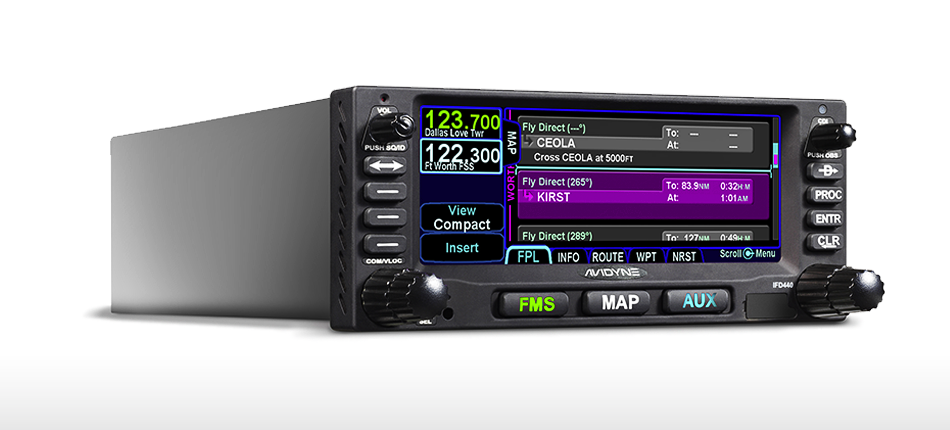 VOL
PUSH SQ/ID
COM/VLOC
SEL
123.700
Dallas Love Twr
122.300
Ft Worth FSS
View
Compact
Insert
MAP
Fly Direct (---°)
CEOLA
Cross CEOLA at 5000FT
To: -- --
At: --
Fly Direct (265°)
KIRST
To: 83.9NM 0:32H M
At: 1:01AM
Fly Direct (289°)
To: 127NM 0:49H M
FPL INFO ROUTE WPT NRST
Scroll Menu
AVIDYNE
FMS MAP AUX
CDI
PUSH OBS
D
PROC
ENTR
CLR
IFD440